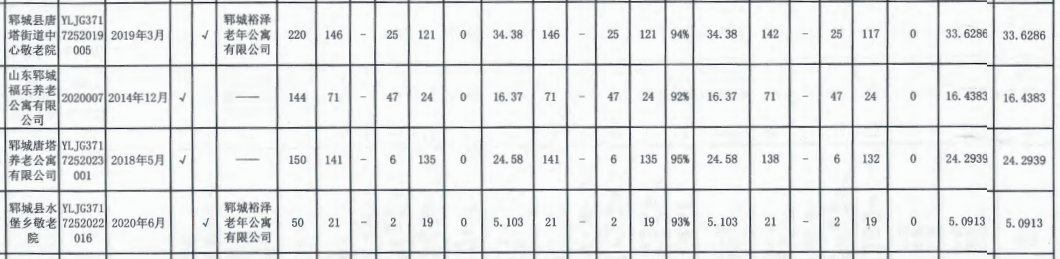 郓城县唐塔街道中心敬老院 YLJG3717252019005 2019年3月 √ 郓城裕泽老年公寓有限公司 220 146 - 25 121 0 34.38 146 - 25 121 94% 34.38 142 - 25 117 0 33.6286 33.6286
山东郓城福乐养老公寓有限公司 2020007 2014年12月 √ —— 144 71 - 47 24 0 16.37 71 - 47 24 92% 16.37 71 - 47 24 0 16.4383 16.4383
郓城唐塔养老公寓有限公司 YLJG3717252023001 2018年5月 √ —— 150 141 - 6 135 0 24.58 141 - 6 135 95% 24.58 138 - 6 132 0 24.2939 24.2939
郓城县水堡乡敬老院 YLJG3717252022016 2020年6月 √ 郓城裕泽老年公寓有限公司 50 21 - 2 19 0 5.103 21 - 2 19 93% 5.103 21 - 2 19 0 5.0913 5.0913